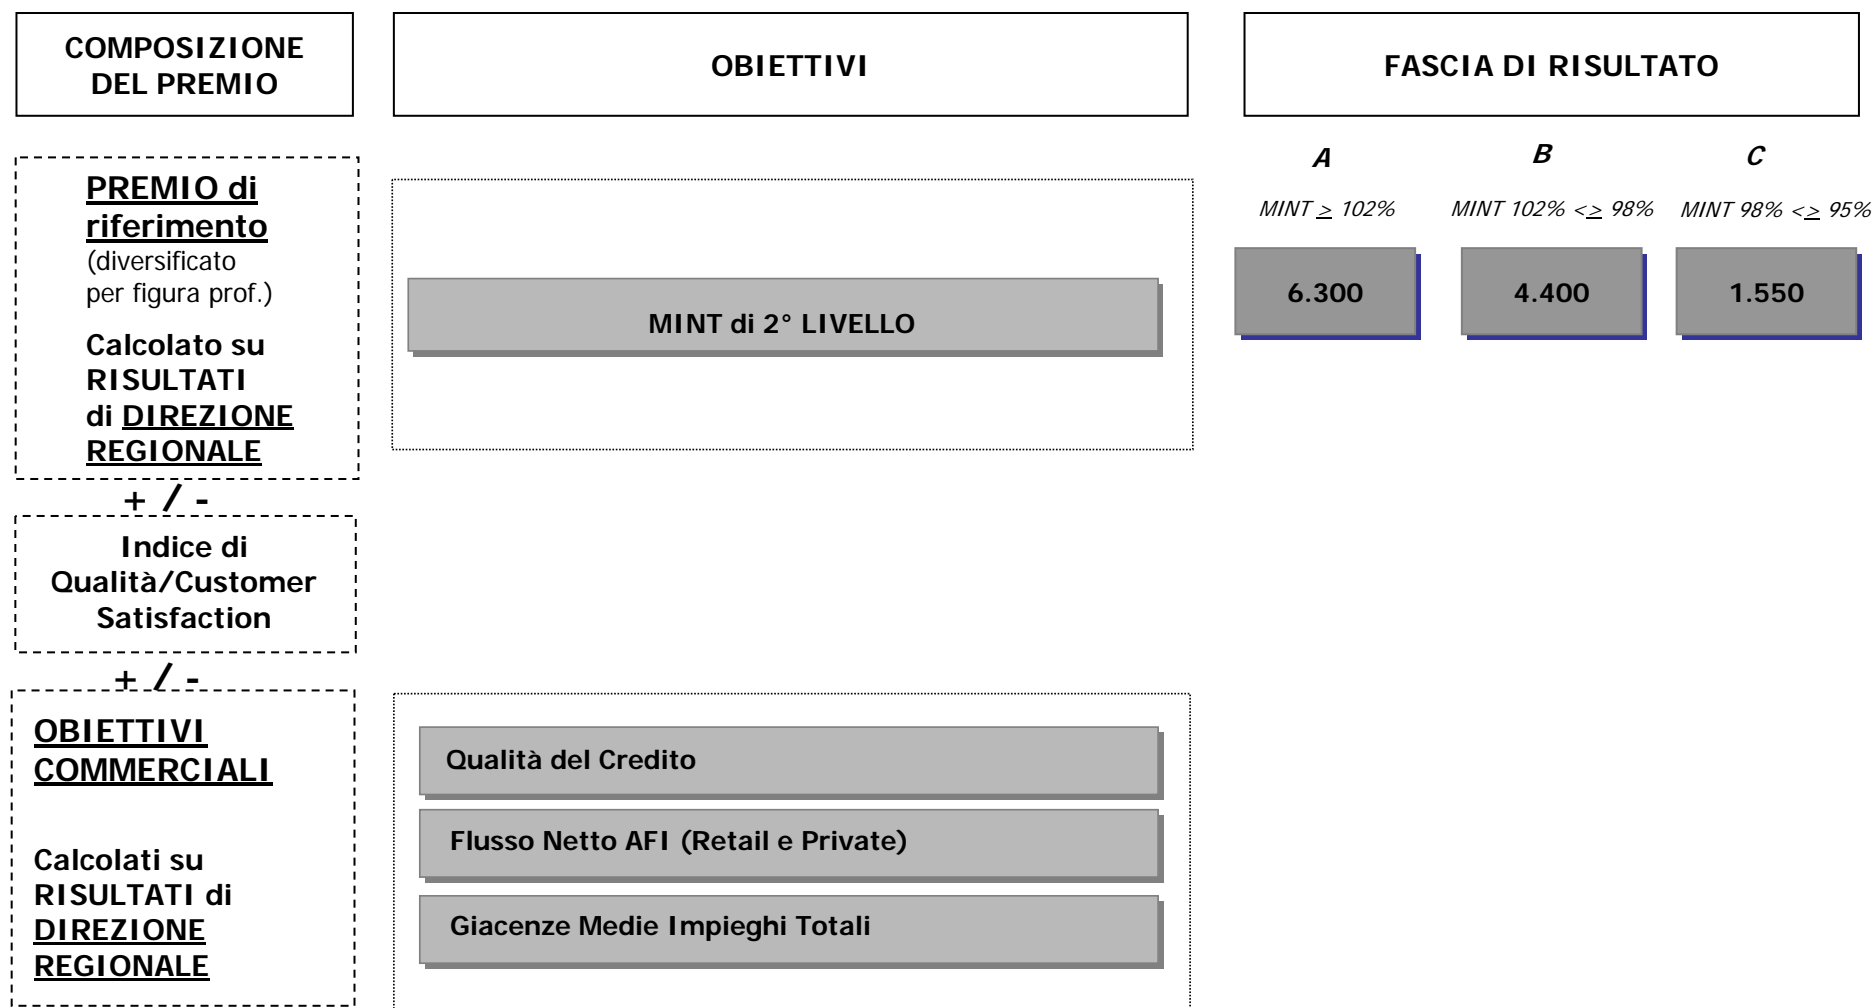 COMPOSIZIONE
DEL PREMIO
OBIETTIVI
FASCIA DI RISULTATO
PREMIO di
riferimento
(diversificato
per figura prof.)
Calcolato su
RISULTATI
di DIREZIONE
REGIONALE
MINT di 2° LIVELLO
A
B
C
MINT ≥ 102%
MINT 102% <≥ 98%
MINT 98% <≥ 95%
6.300
4.400
1.550
+ / -
Indice di
Qualità/Customer
Satisfaction
+ / -
OBIETTIVI
COMMERCIALI
Calcolati su
RISULTATI di
DIREZIONE
REGIONALE
Qualità del Credito
Flusso Netto AFI (Retail e Private)
Giacenze Medie Impieghi Totali